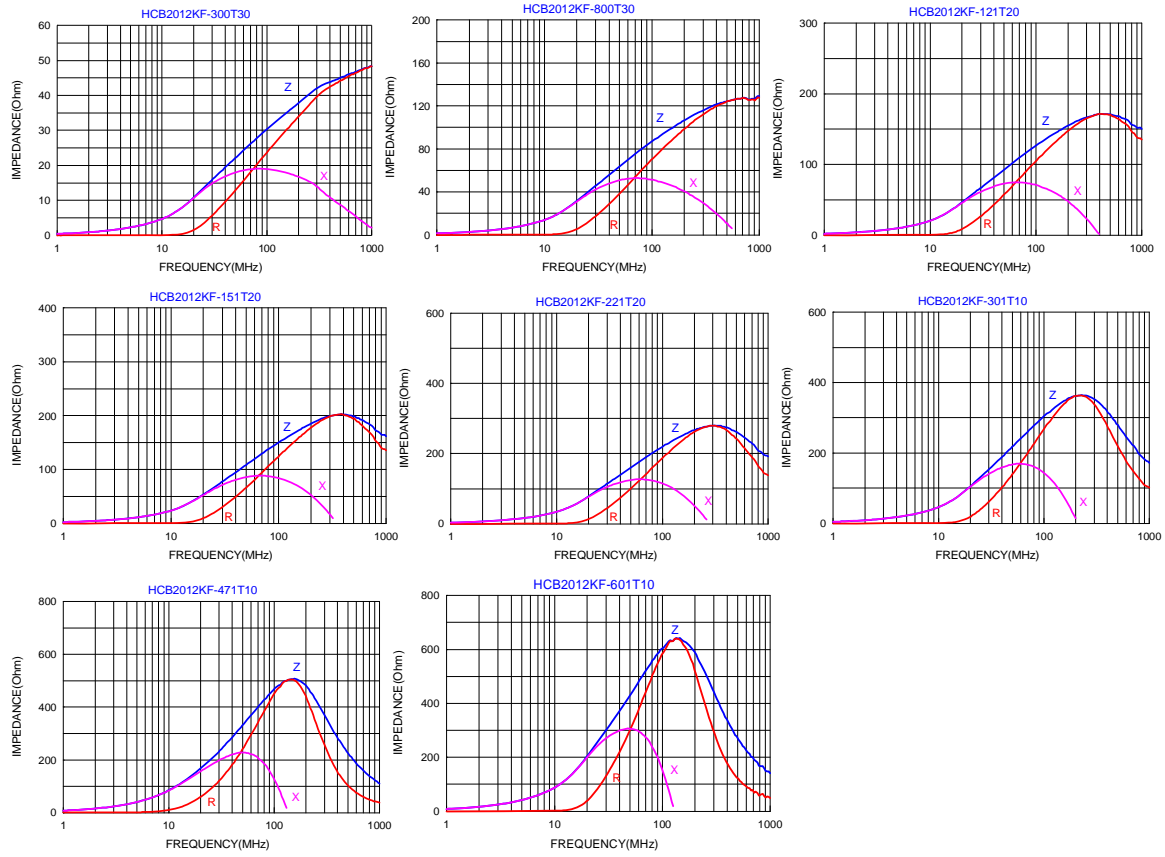 HCB2012KF-300T30
IMPEDANCE(Ohm)
60
50
40
30
20
10
0
Z
X
R
1
10
100
1000
FREQUENCY(MHz)
HCB2012KF-800T30
IMPEDANCE(Ohm)
200
160
120
80
40
0
Z
X
R
1
10
100
1000
FREQUENCY(MHz)
HCB2012KF-121T20
IMPEDANCE(Ohm)
300
200
100
0
Z
X
R
1
10
100
1000
FREQUENCY(MHz)
HCB2012KF-151T20
IMPEDANCE(Ohm)
400
300
200
100
0
Z
X
R
1
10
100
1000
FREQUENCY(MHz)
HCB2012KF-221T20
IMPEDANCE(Ohm)
600
400
200
0
Z
X
R
1
10
100
1000
FREQUENCY(MHz)
HCB2012KF-301T10
IMPEDANCE(Ohm)
600
400
200
0
Z
X
R
1
10
100
1000
FREQUENCY(MHz)
HCB2012KF-471T10
IMPEDANCE(Ohm)
800
600
400
200
0
Z
R
X
1
10
100
1000
FREQUENCY(MHz)
HCB2012KF-601T10
IMPEDANCE(Ohm)
800
600
400
200
0
Z
X
R
1
10
100
1000
FREQUENCY(MHz)